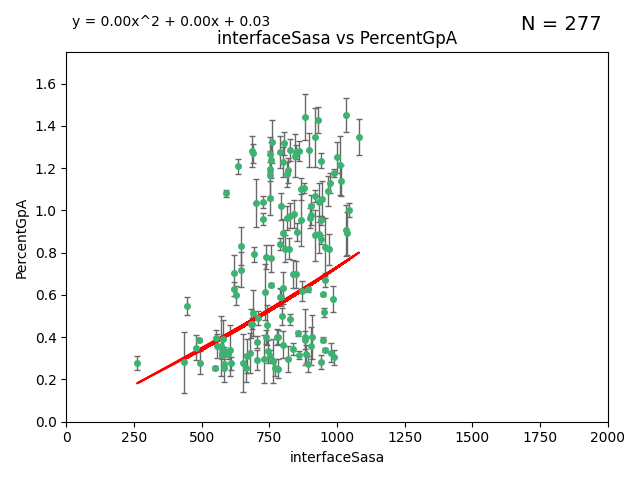 y = 0.00x^2 + 0.00x + 0.03
N = 277
interfaceSasa vs PercentGpA
PercentGpA
1.6
1.4
1.2
1.0
0.8
0.6
0.4
0.2
0.0
0 250 500 750 1000 1250 1500 1750 2000
interfaceSasa